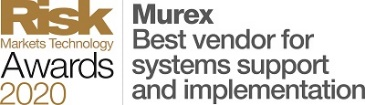 Risk
Markets Technology
Awards
2020
Murex
Best vendor for
systems support
and implementation